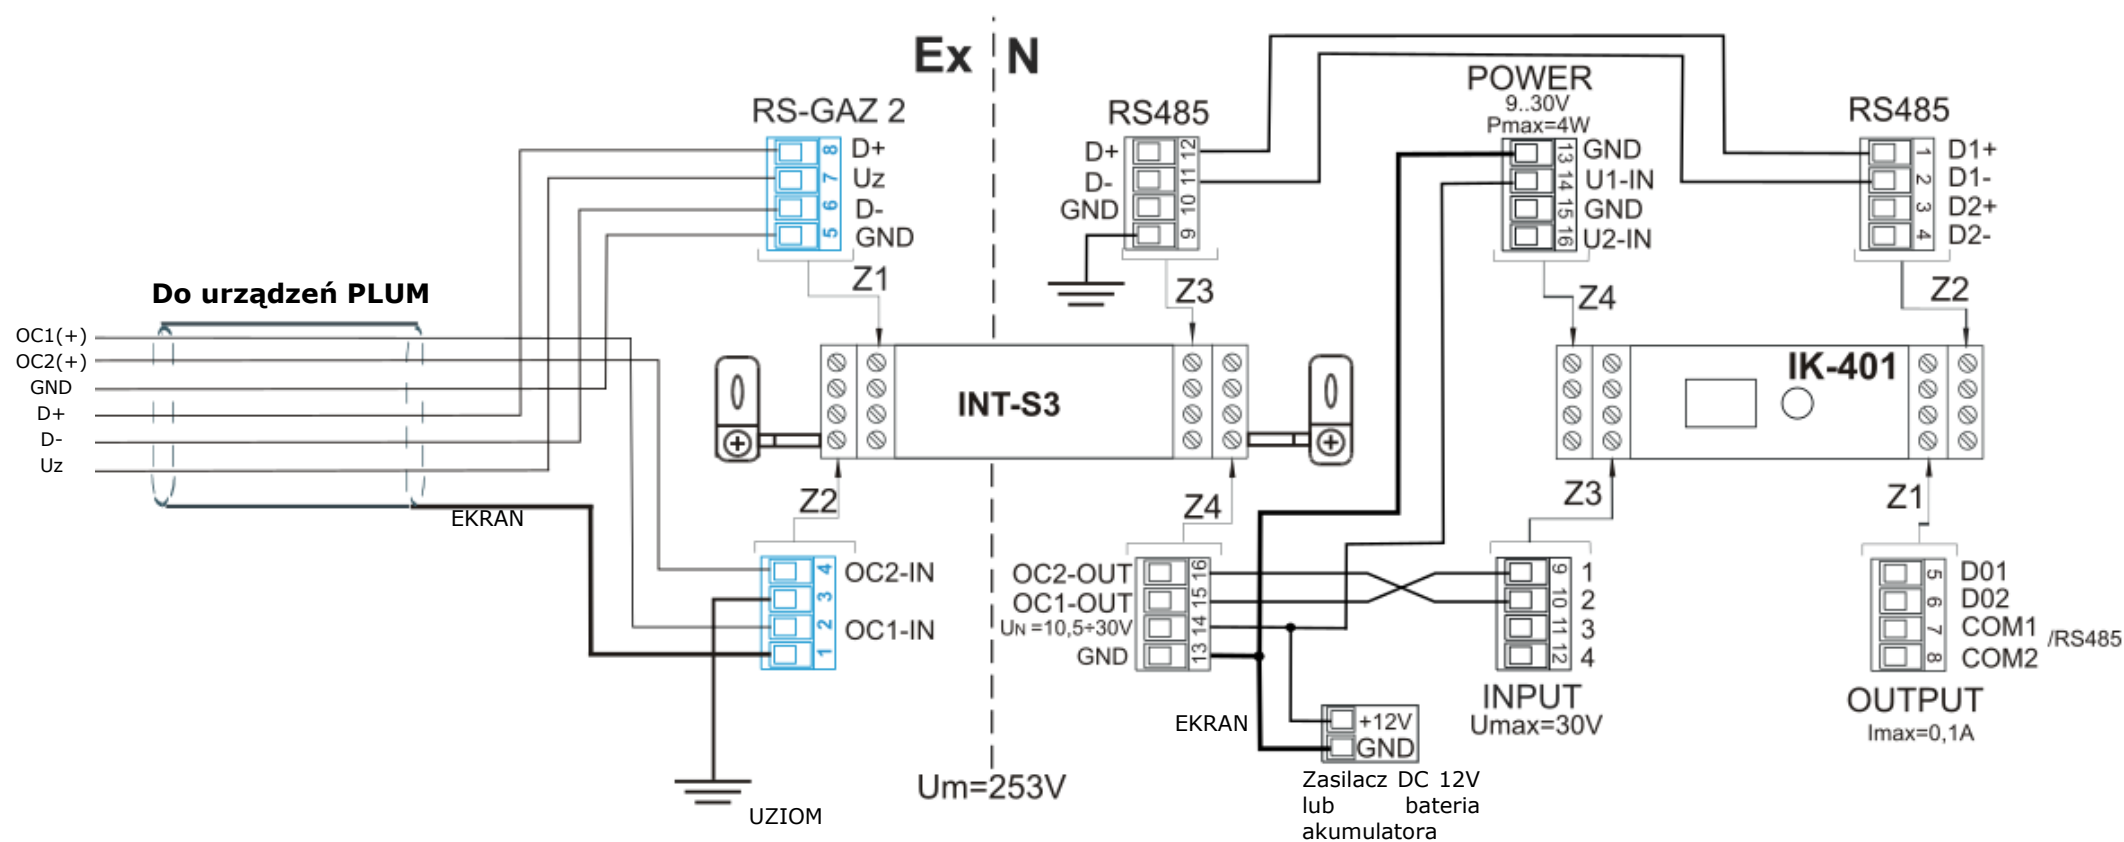 Ex N
RS-GAZ 2
8 D+
7 Uz
6 D-
5 GND
Z1
RS485
D+ 12
D- 11
GND 10
9
Z3
POWER
9..30V
Pmax=4W
13 GND
14 U1-IN
15 GND
16 U2-IN
Z4
RS485
1 D1+
2 D1-
3 D2+
4 D2-
Z2
Do urządzeń PLUM
OC1(+)
OC2(+)
GND
D+
D-
Uz
EKRAN
INT-S3
IK-401
Z2
4 OC2-IN
3
2 OC1-IN
1
UZIOM
Um=253V
Z4
OC2-OUT 16
OC1-OUT 15
UN =10,5÷30V 14
GND 13
EKRAN
+12V
GND
Zasilacz DC 12V
lub bateria
akumulatora
Z3
9 1
10 2
11 3
12 4
INPUT
Umax=30V
Z1
5 D01
6 D02
7 COM1
8 COM2
/RS485
OUTPUT
Imax=0,1A